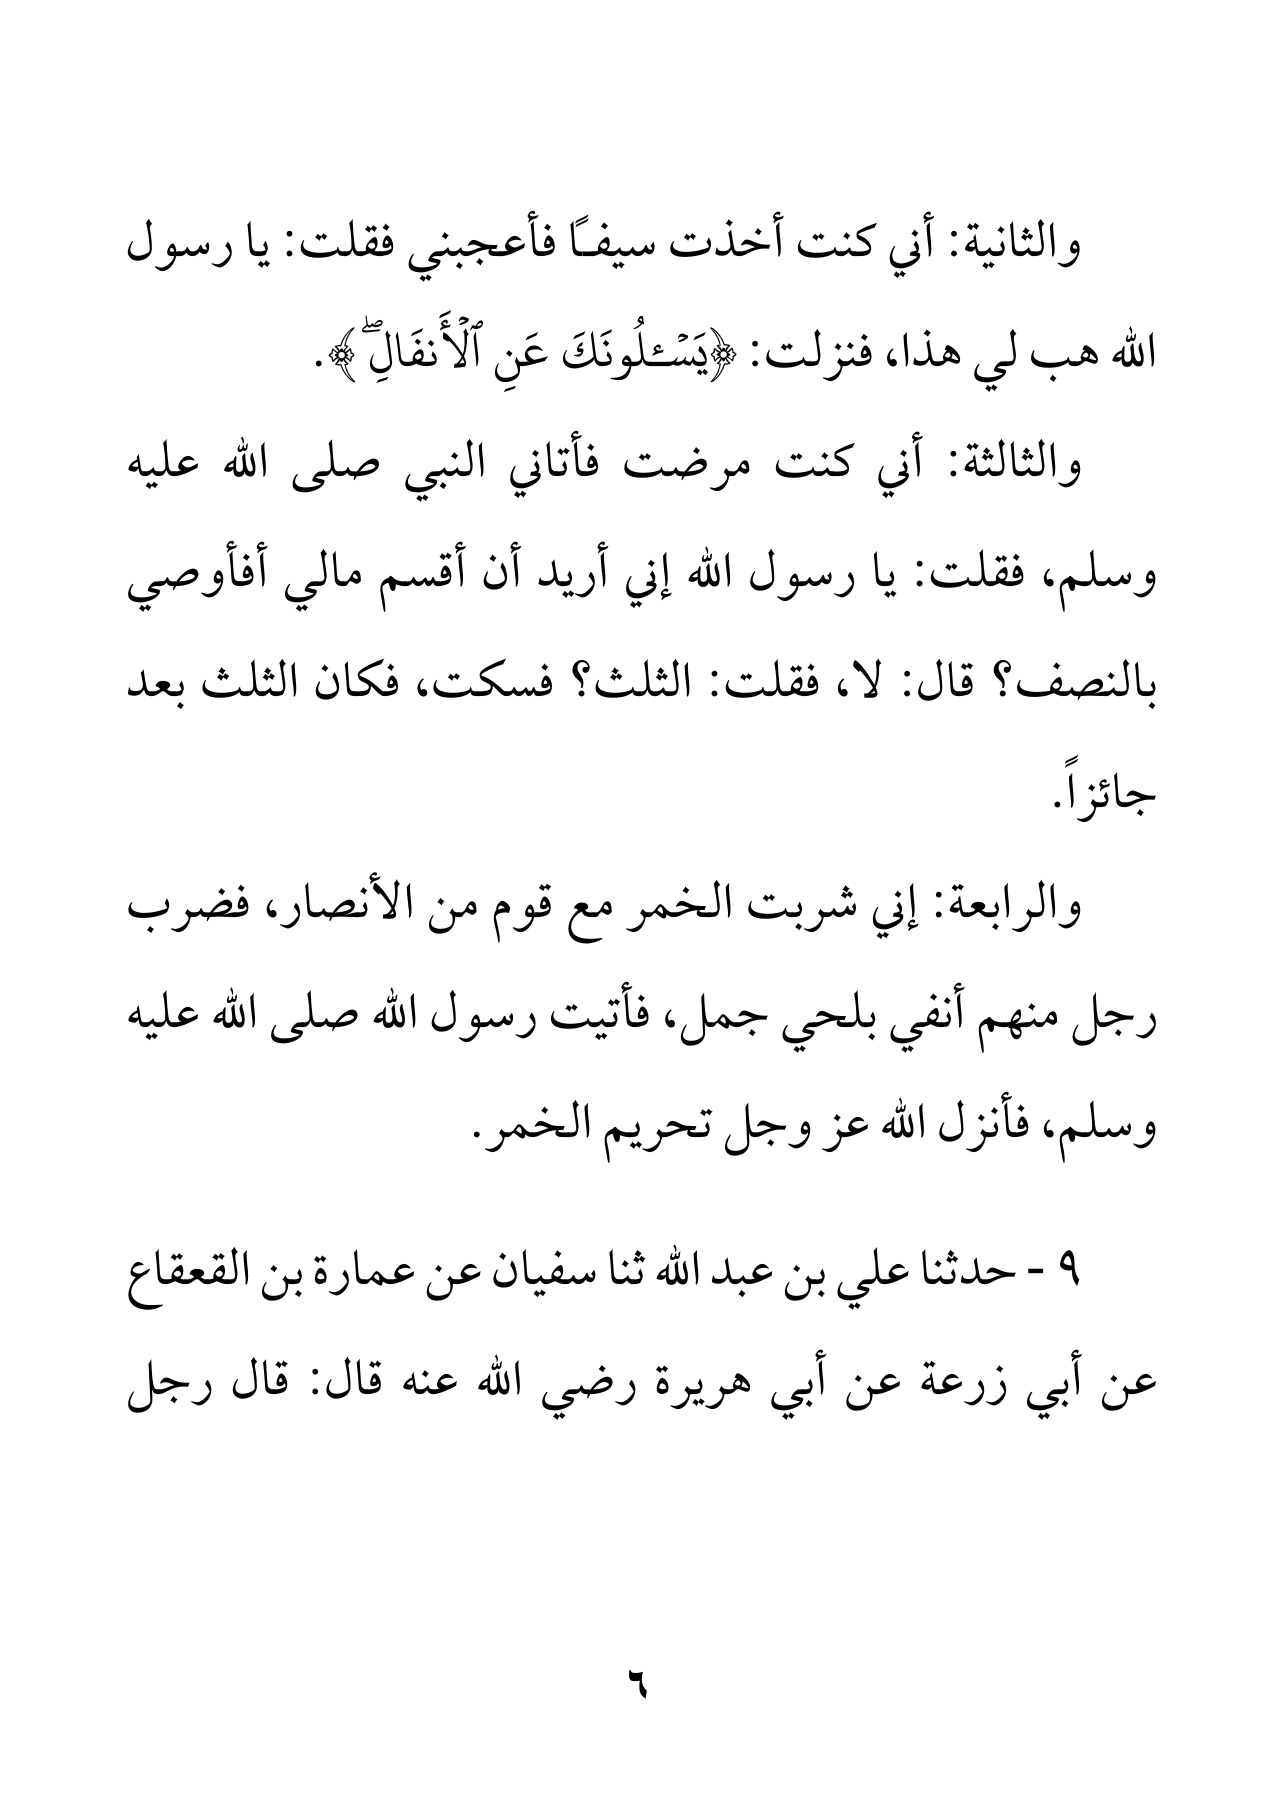 والثانية: أني كنت أخذت سيفـًا فأعجبني فقلت: يا رسول
الله هب لي هذا، فنزلت: ﴿يَسْـَٔلُونَكَ عَنِ ٱلْأَنفَالِۖ﴾.
والثالثة: أني كنت مرضت فأتاني النبي صلى الله عليه
وسلم، فقلت: يا رسول الله إني أريد أن أقسم مالي أفأوصي
بالنصف؟ قال: لا، فقلت: الثلث؟ فسكت، فكان الثلث بعد
جائزاً.
والرابعة: إني شربت الخمر مع قوم من الأنصار، فضرب
رجل منهم أنفي بلحي جمل، فأتيت رسول الله صلى الله عليه
وسلم، فأنزل الله عز وجل تحريم الخمر.
٩ - حدثنا علي بن عبد الله ثنا سفيان عن عمارة بن القعقاع
عن أبي زرعة عن أبي هريرة رضي الله عنه قال: قال رجل
٦